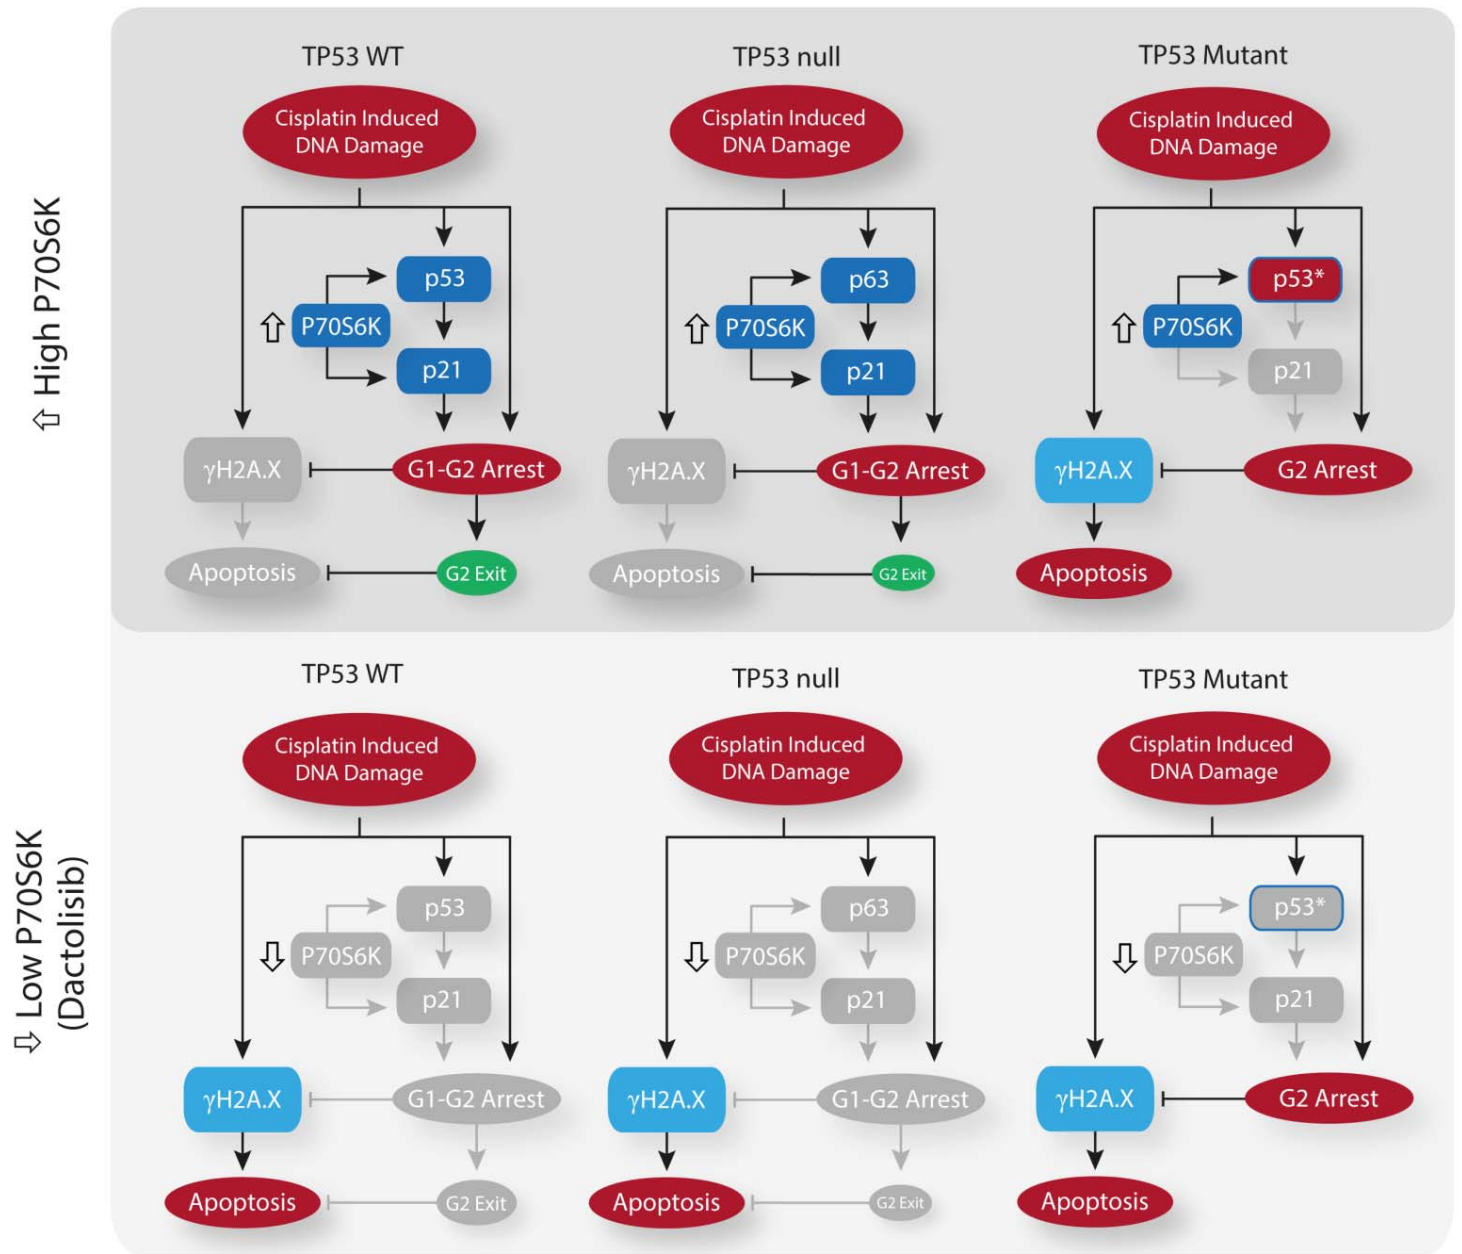 ⇧ High P70S6K
TP53 WT
Cisplatin Induced
DNA Damage
p53
P70S6K
p21
γH2A.X
G1-G2 Arrest
Apoptosis
G2 Exit
TP53 null
Cisplatin Induced
DNA Damage
p63
P70S6K
p21
γH2A.X
G1-G2 Arrest
Apoptosis
G2 Exit
TP53 Mutant
Cisplatin Induced
DNA Damage
p53*
P70S6K
p21
γH2A.X
G2 Arrest
Apoptosis
⇩ Low P70S6K
(Dactolisib)
TP53 WT
Cisplatin Induced
DNA Damage
p53
P70S6K
p21
γH2A.X
G1-G2 Arrest
Apoptosis
G2 Exit
TP53 null
Cisplatin Induced
DNA Damage
p63
P70S6K
p21
γH2A.X
G1-G2 Arrest
Apoptosis
G2 Exit
TP53 Mutant
Cisplatin Induced
DNA Damage
p53*
P70S6K
p21
γH2A.X
G2 Arrest
Apoptosis